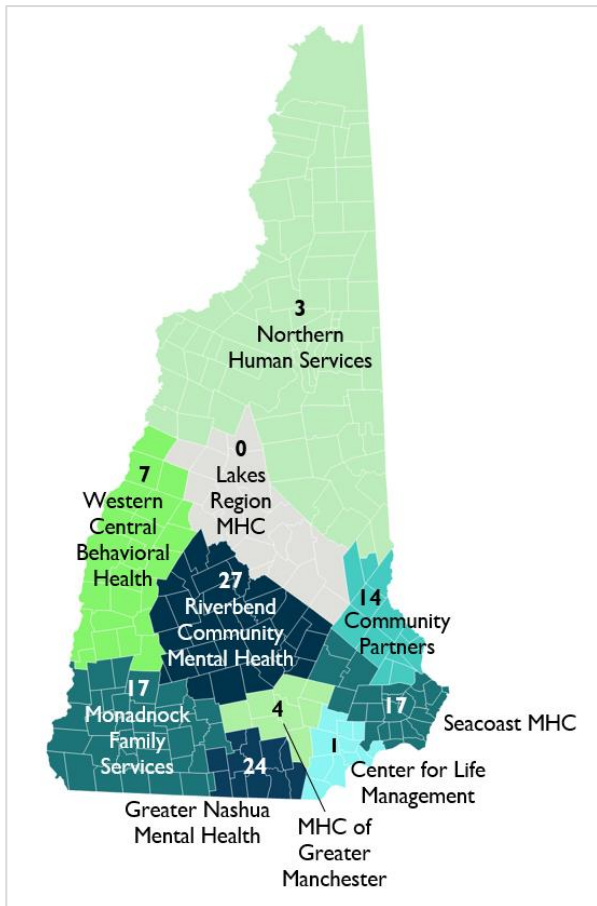 3
Northern
Human Services
0
Lakes
Region
MHC
7
Western
Central
Behavioral
Health
27
Riverbend
Community
Mental Health
14
Community
Partners
17
Monadnock
Family
Services
17
Seacoast MHC
4
MHC of
Greater
Manchester
1
Center for Life
Management
24
Greater Nashua
Mental Health